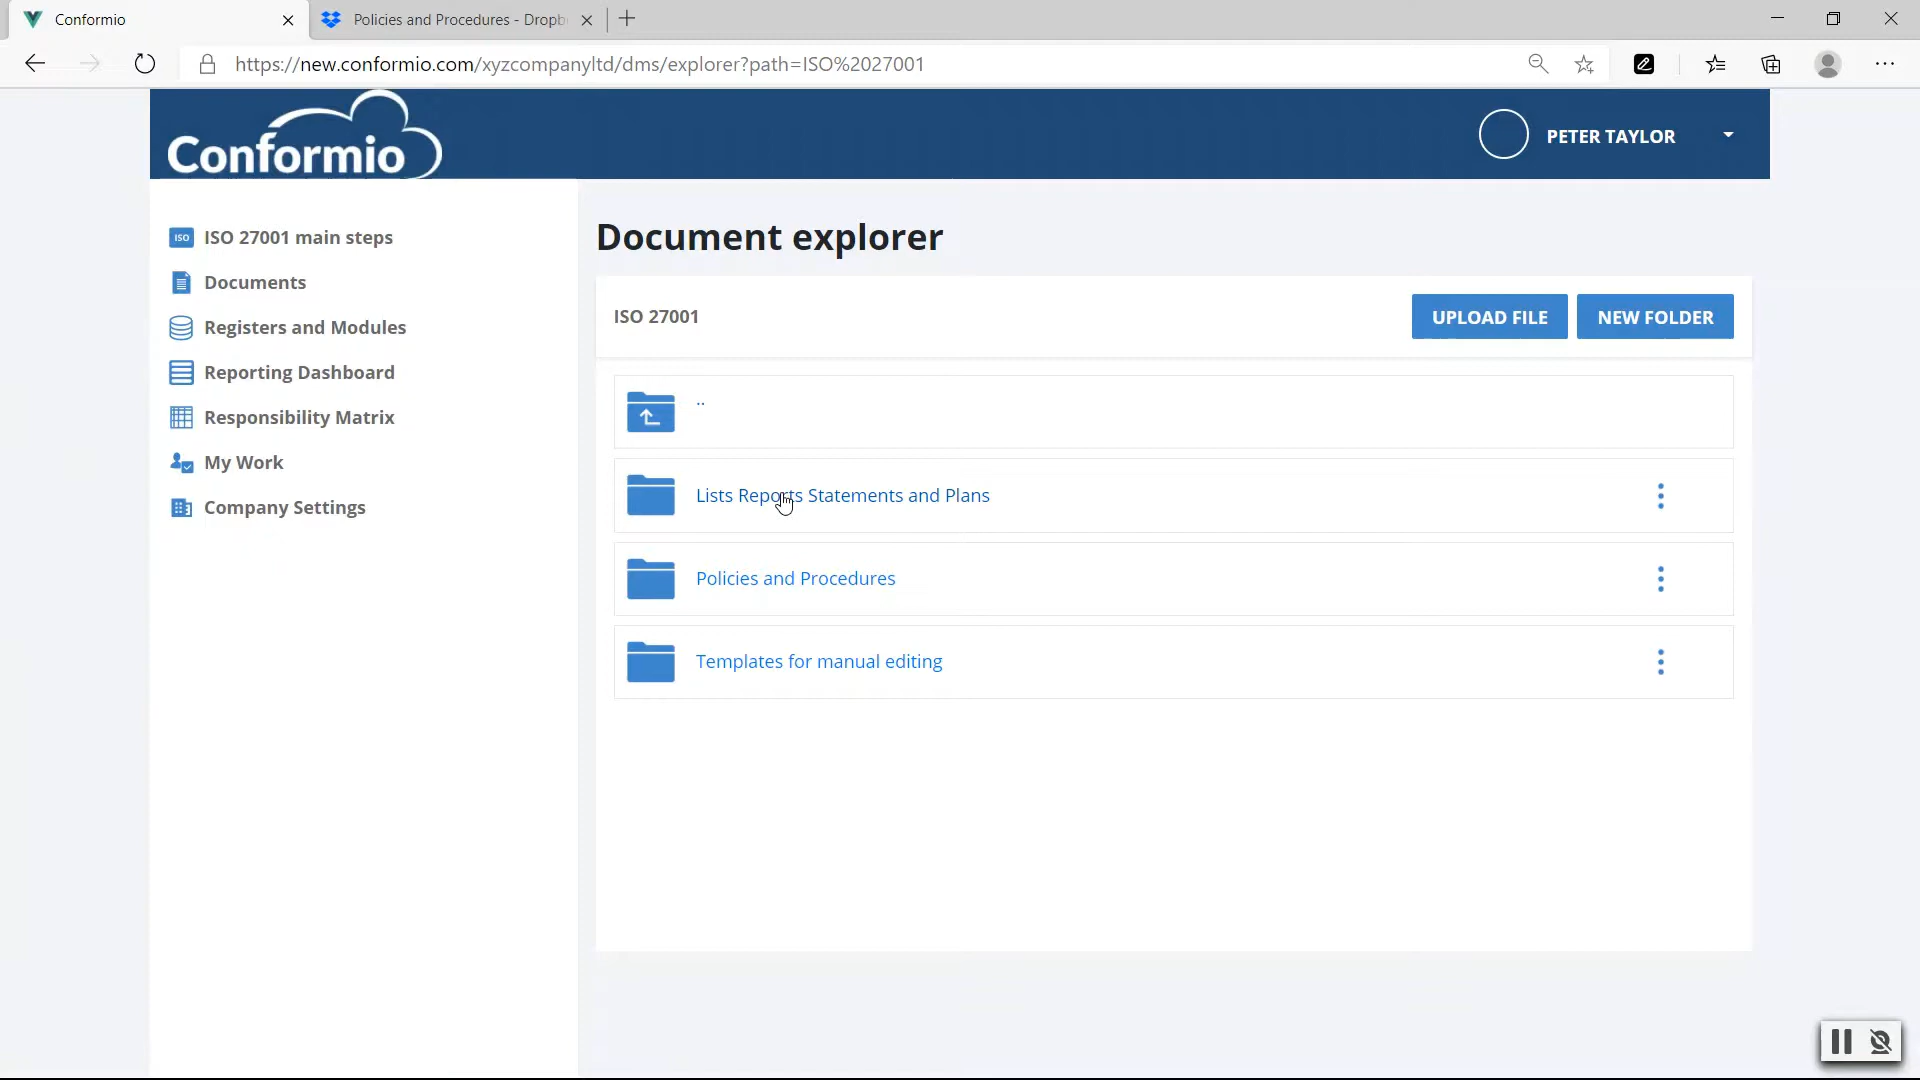 Conformio
Policies and Procedures - Dropb
https://new.conformio.com/xyzcompanyltd/dms/explorer?path=ISO%2027001
Conformio
PETER TAYLOR
ISO ISO 27001 main steps
Documents
Registers and Modules
Reporting Dashboard
Responsibility Matrix
My Work
Company Settings
Document explorer
ISO 27001
UPLOAD FILE
NEW FOLDER
..
Lists Reports Statements and Plans
Policies and Procedures
Templates for manual editing